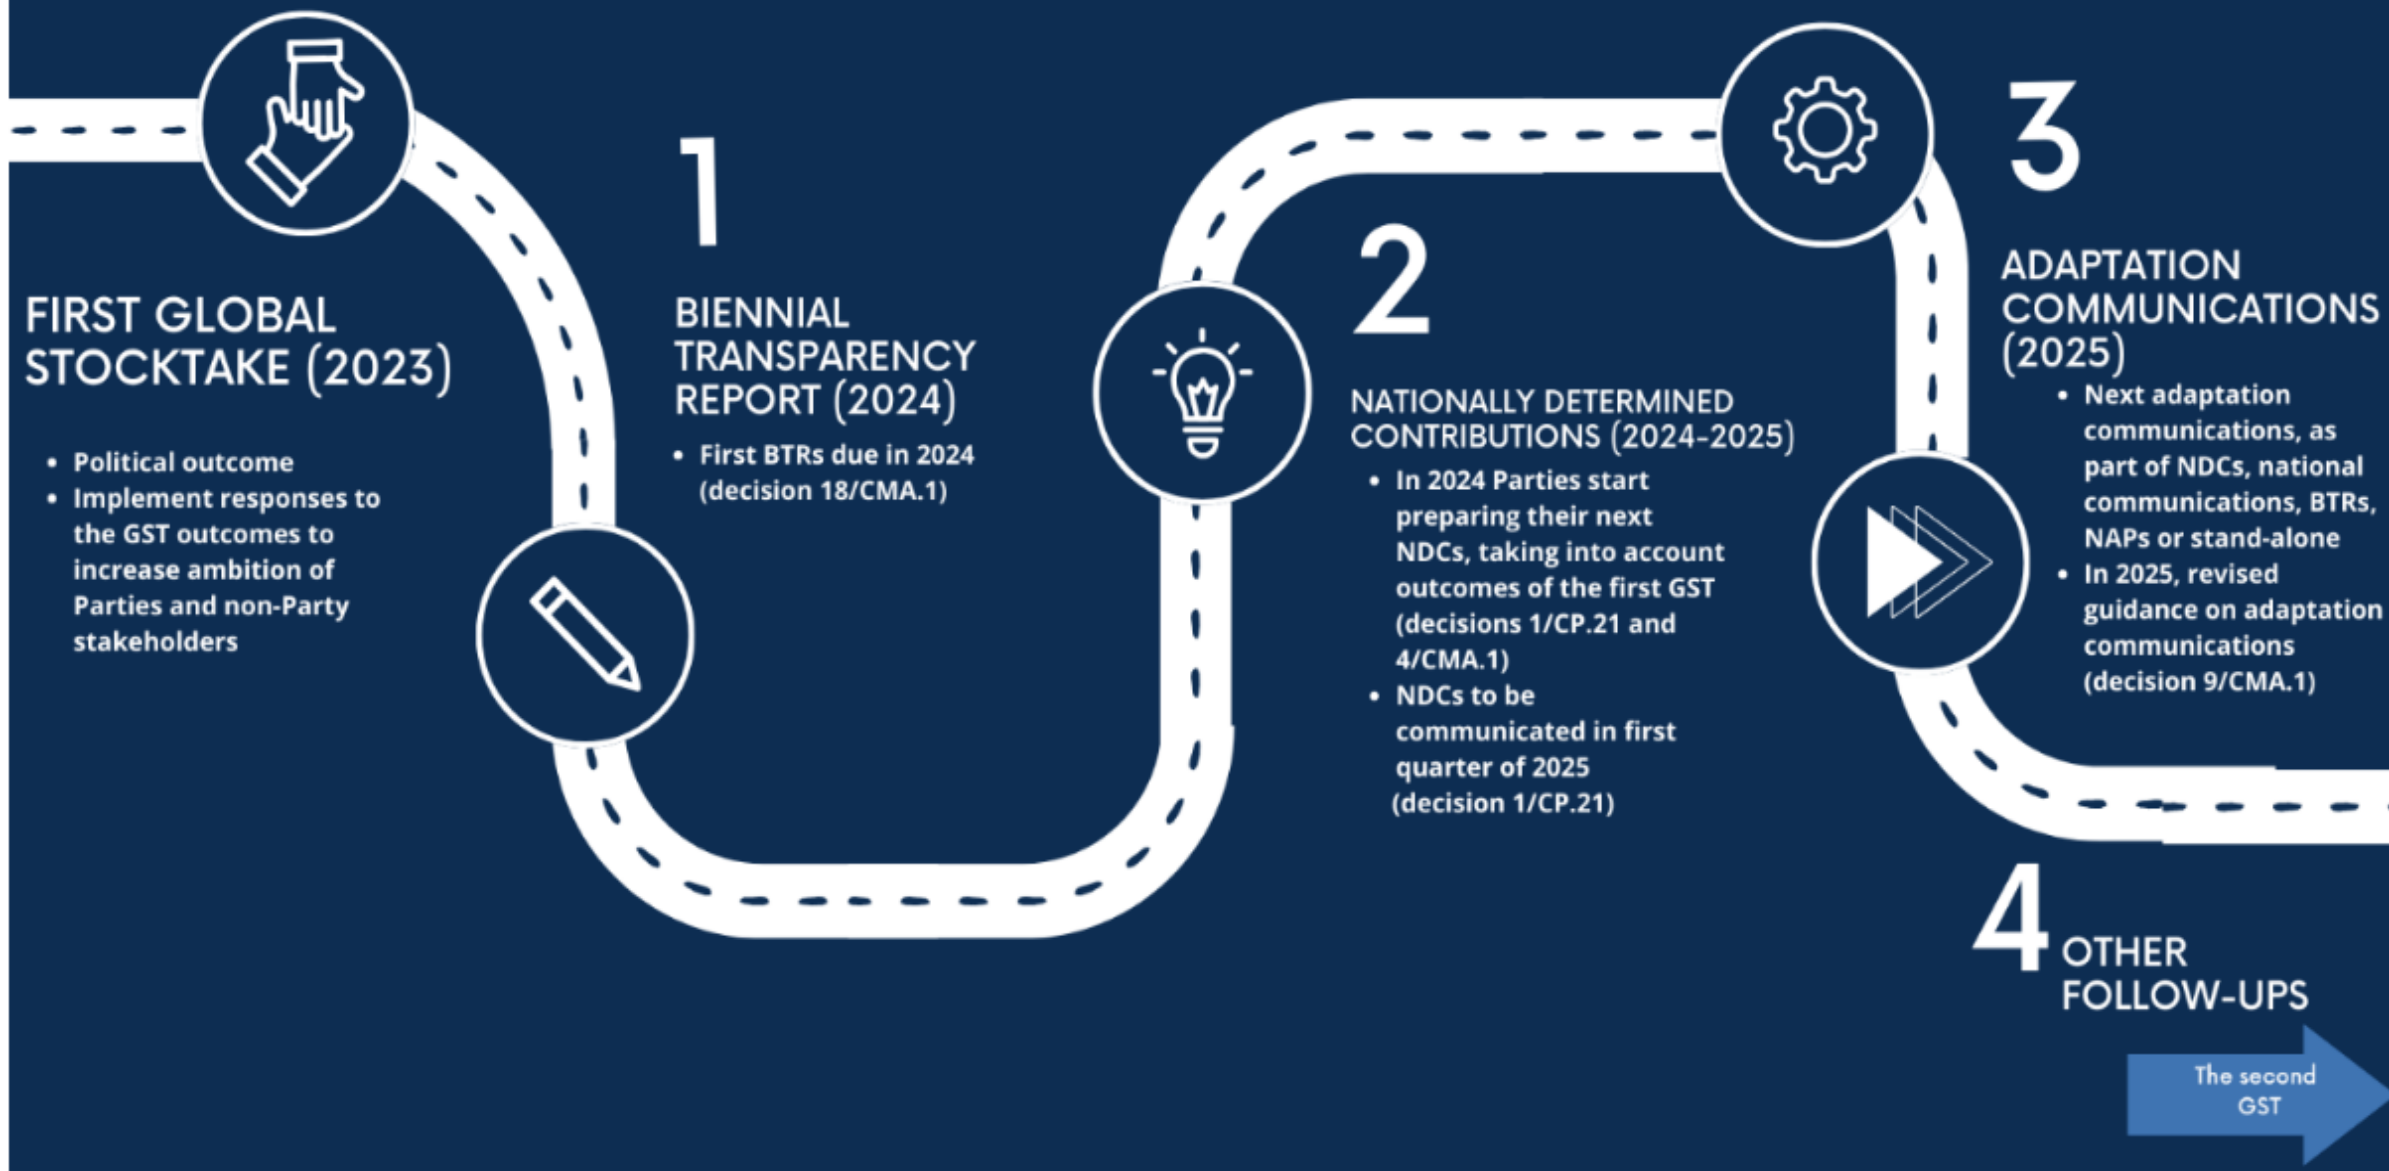 FIRST GLOBAL
STOCKTAKE (2023)
• Political outcome
• Implement responses to
the GST outcomes to
increase ambition of
Parties and non-Party
stakeholders
1
BIENNIAL
TRANSPARENCY
REPORT (2024)
• First BTRs due in 2024
(decision 18/CMA.1)
2
NATIONALLY DETERMINED
CONTRIBUTIONS (2024-2025)
• In 2024 Parties start
preparing their next
NDCs, taking into account
outcomes of the first GST
(decisions 1/CP.21 and
4/CMA.1)
• NDCs to be
communicated in first
quarter of 2025
(decision 1/CP.21)
3
ADAPTATION
COMMUNICATIONS
(2025)
• Next adaptation
communications, as
part of NDCs, national
communications, BTRs,
NAPs or stand-alone
• In 2025, revised
guidance on adaptation
communications
(decision 9/CMA.1)
4
OTHER
FOLLOW-UPS
The second
GST